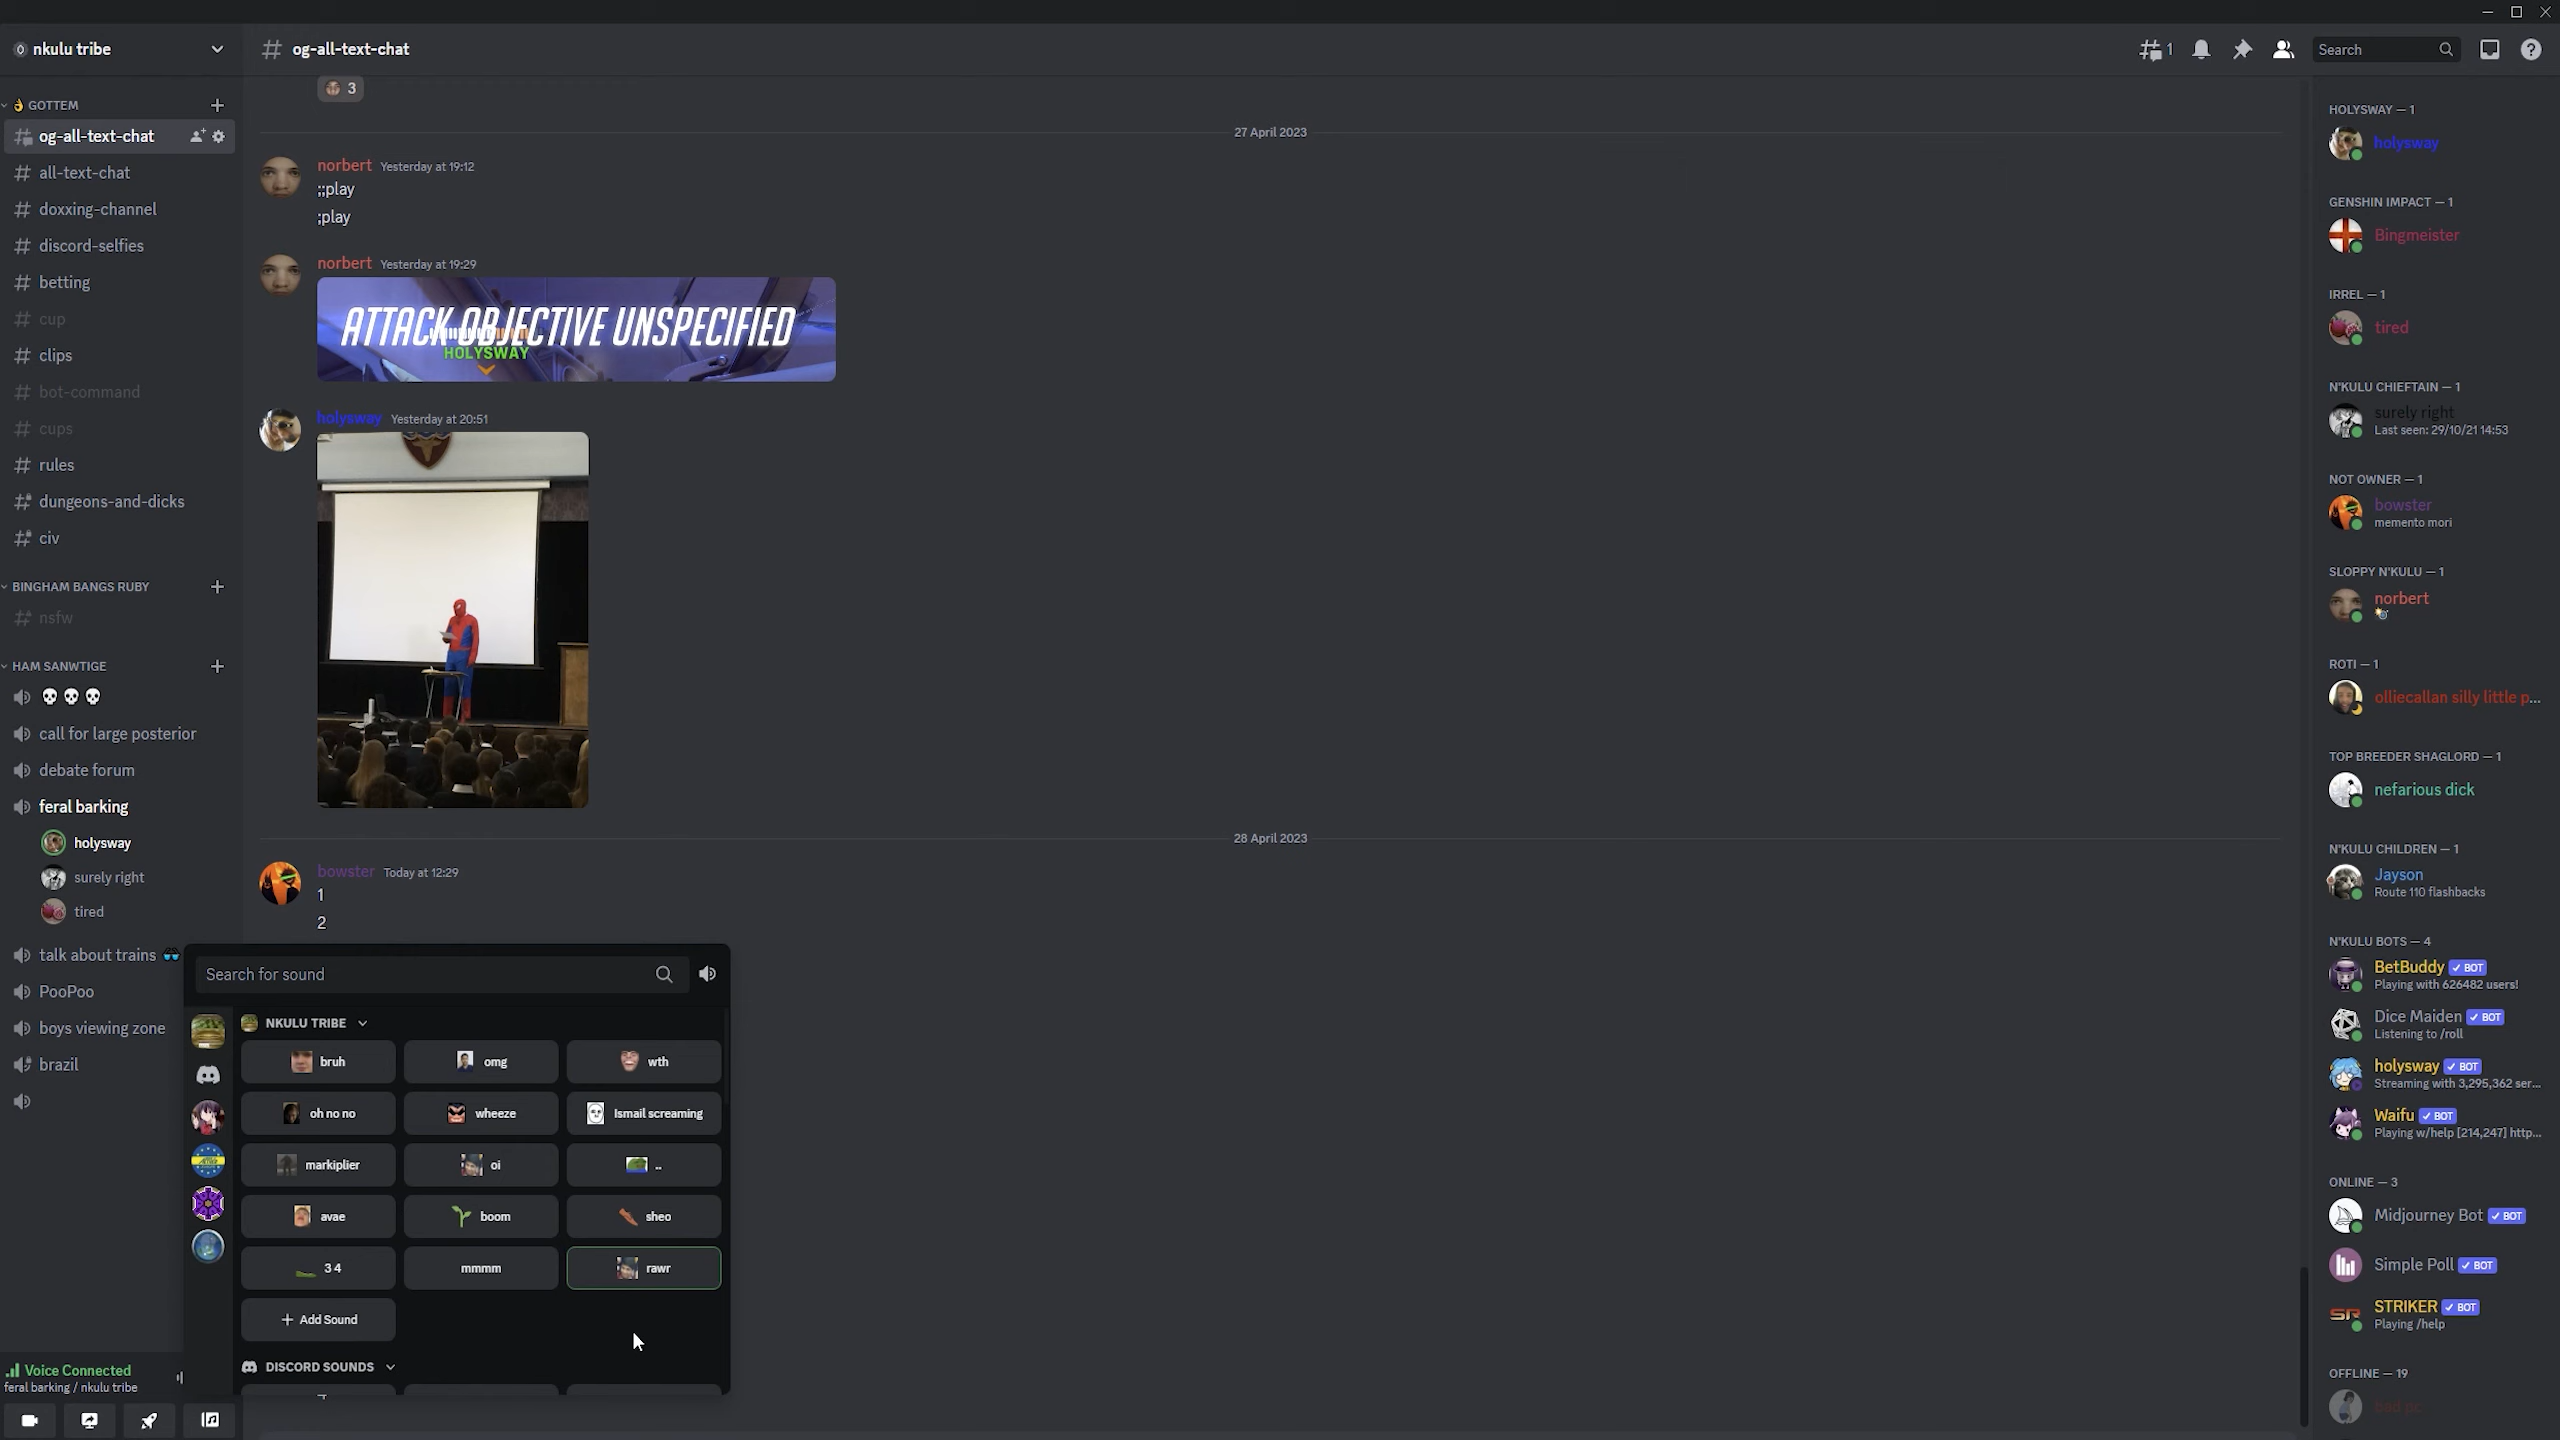 nkulu tribe
og-all-text-chat
1
Search
GOTTEM
og-all-text-chat
all-text-chat
doxxing-channel
discord-selfies
betting
cup
clips
bot-command
cups
rules
dungeons-and-dicks
civ
BINGHAM BANGS RUBY
nsfw
HAM SANWTIGE
call for large posterior
debate forum
feral barking
holysway
surely right
tired
talk about trains
PooPoo
boys viewing zone
brazil
Voice Connected
feral barking / nkulu tribe
3
27 April 2023
norbert Yesterday at 19:12
;;play
;play
norbert Yesterday at 19:29
ATTACK OBJECTIVE UNSPECIFIED
HOLYSWAY
holysway Yesterday at 20:51
28 April 2023
bowster Today at 12:29
1
2
Search for sound
NKULU TRIBE
bruh
omg
wth
oh no no
wheeze
Ismail screaming
markiplier
oi
..
avae
boom
sheo
3 4
mmmm
rawr
+ Add Sound
DISCORD SOUNDS
HOLYSWAY — 1
holysway
GENSHIN IMPACT — 1
Bingmeister
IRREL — 1
tired
N'KULU CHIEFTAIN — 1
surely right
Last seen: 29/10/21 14:53
NOT OWNER — 1
bowster
memento mori
SLOPPY N'KULU — 1
norbert
ROTI — 1
olliecallan silly little p...
TOP BREEDER SHAGLORD — 1
nefarious dick
N'KULU CHILDREN — 1
Jayson
Route 110 flashbacks
N'KULU BOTS — 4
BetBuddy ✓ BOT
Playing with 626482 users!
Dice Maiden ✓ BOT
Listening to /roll
holysway ✓ BOT
Streaming with 3,295,362 ser...
Waifu ✓ BOT
Playing w/help [214,247] http...
ONLINE — 3
Midjourney Bot ✓ BOT
Simple Poll ✓ BOT
STRIKER ✓ BOT
Playing /help
OFFLINE — 19